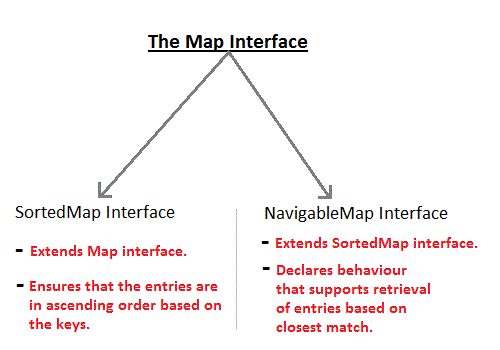 The Map Interface
SortedMap Interface
- Extends Map interface.
- Ensures that the entries are
in ascending order based on
the keys.
NavigableMap Interface
- Extends SortedMap interface.
- Declares behaviour
that supports retrieval
of entries based on
closest match.